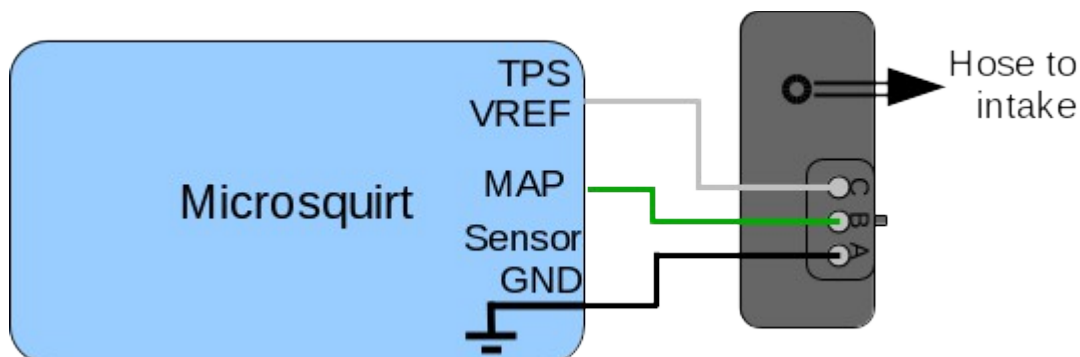 TPS
VREF
MAP
Microsquirt
Sensor
GND
C
B
A
Hose to
intake